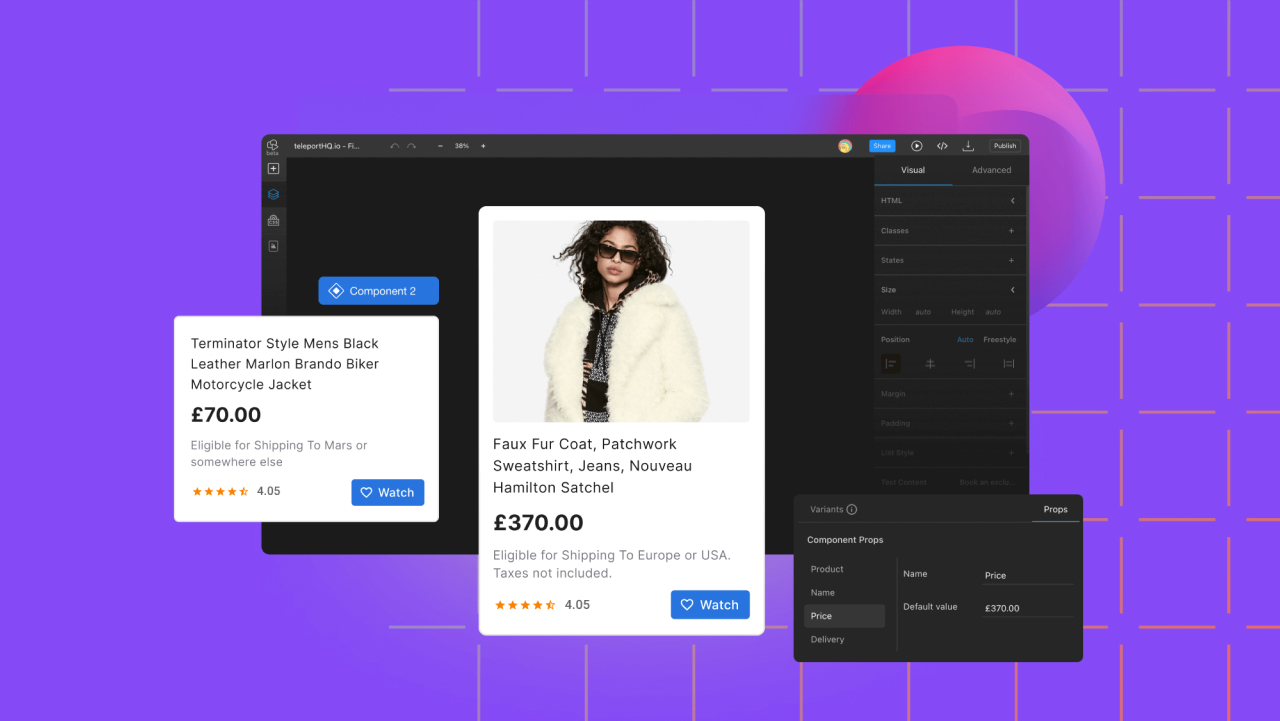 teleportHQ.io - Fi...
38%
Share
Publish
beta
Visual
Advanced
HTML
Classes
States
Size
Width auto Height auto
Position Auto Freestyle
Margin
Padding
List Style
Text Content Book an exclu...
CSS
Component 2
Terminator Style Mens Black
Leather Marlon Brando Biker
Motorcycle Jacket
£70.00
Eligible for Shipping To Mars or
somewhere else
4.05
Watch
Faux Fur Coat, Patchwork
Sweatshirt, Jeans, Nouveau
Hamilton Satchel
£370.00
Eligible for Shipping To Europe or USA.
Taxes not included.
4.05
Watch
Variants
Props
Component Props
Product
Name
Price
Delivery
Name Price
Default value £370.00